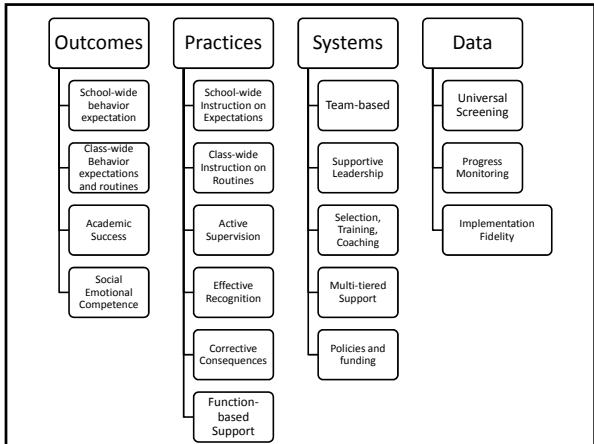 Outcomes
School-wide
behavior
expectation
Class-wide
Behavior
expectations
and routines
Academic
Success
Social
Emotional
Competence
Practices
School-wide
Instruction on
Expectations
Class-wide
Instruction on
Routines
Active
Supervision
Effective
Recognition
Corrective
Consequences
Function-
based
Support
Systems
Team-based
Supportive
Leadership
Selection,
Training,
Coaching
Multi-tiered
Support
Policies and
funding
Data
Universal
Screening
Progress
Monitoring
Implementation
Fidelity